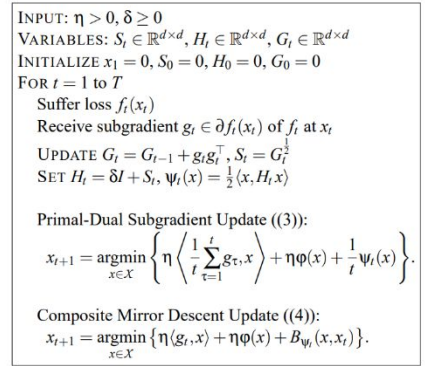 INPUT: η > 0, δ ≥ 0
VARIABLES: S_t ∈ ℝ^{d×d}, H_t ∈ ℝ^{d×d}, G_t ∈ ℝ^{d×d}
INITIALIZE x_1 = 0, S_0 = 0, H_0 = 0, G_0 = 0
FOR t = 1 to T
Suffer loss f_t(x_t)
Receive subgradient g_t ∈ ∂f_t(x_t) of f_t at x_t
UPDATE G_t = G_{t−1} + g_t g_t^⊤, S_t = G_t^{1/2}
SET H_t = δI + S_t, ψ_t(x) = 1/2 ⟨x, H_t x⟩
Primal-Dual Subgradient Update ((3)):
x_{t+1} = argmin_{x∈X} { η ⟨ 1/t ∑_{τ=1}^{t} g_τ, x ⟩ + ηφ(x) + 1/t ψ_t(x) }.
Composite Mirror Descent Update ((4)):
x_{t+1} = argmin_{x∈X} {η⟨g_t, x⟩ + ηφ(x) + B_{ψ_t}(x, x_t)}.